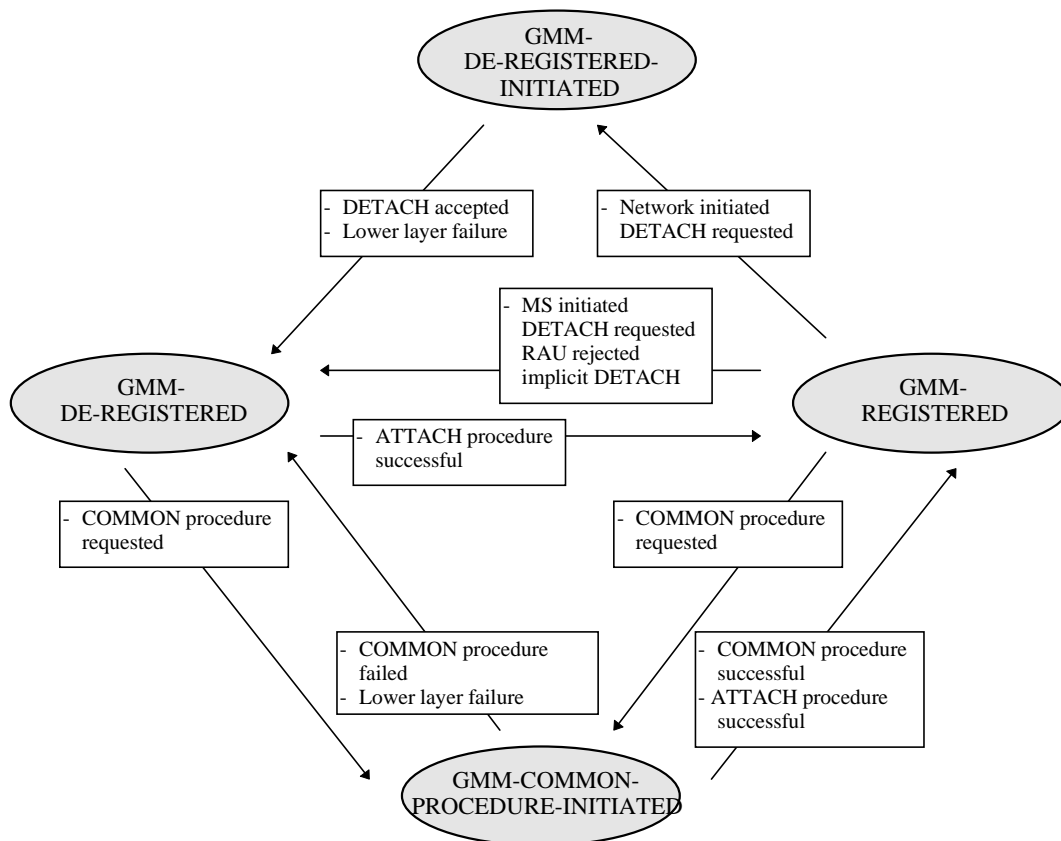 GMM-
DE-REGISTERED-
INITIATED
- DETACH accepted
- Lower layer failure
- Network initiated
DETACH requested
- MS initiated
DETACH requested
RAU rejected
implicit DETACH
GMM-
DE-REGISTERED
GMM-
REGISTERED
- ATTACH procedure
successful
- COMMON procedure
requested
- COMMON procedure
requested
- COMMON procedure
failed
- Lower layer failure
- COMMON procedure
successful
- ATTACH procedure
successful
GMM-COMMON-
PROCEDURE-INITIATED